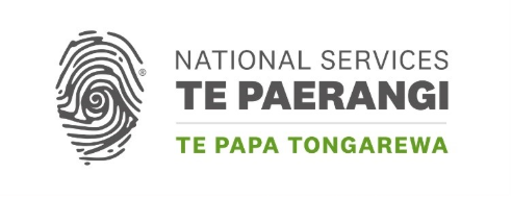 ®
NATIONAL SERVICES
TE PAERANGI
TE PAPA TONGAREWA